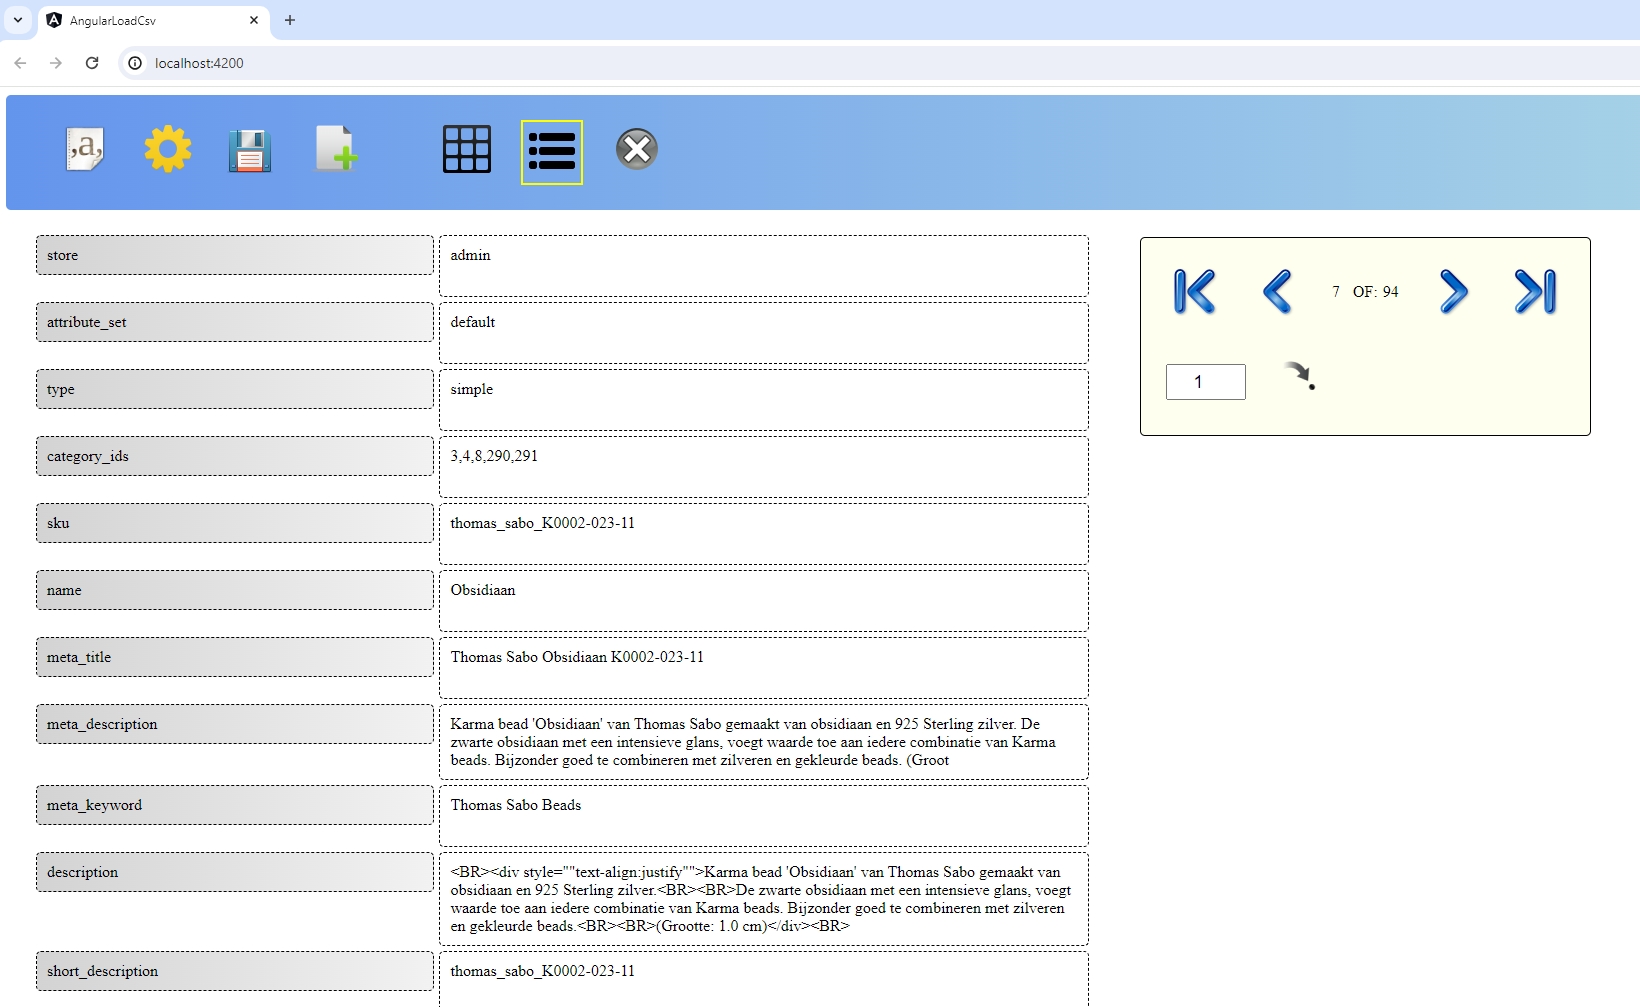 AngularLoadCsv
localhost:4200
,a,
store
admin
7 OF: 94
attribute_set
default
1
type
simple
category_ids
3,4,8,290,291
sku
thomas_sabo_K0002-023-11
name
Obsidiaan
meta_title
Thomas Sabo Obsidiaan K0002-023-11
meta_description
Karma bead 'Obsidiaan' van Thomas Sabo gemaakt van obsidiaan en 925 Sterling zilver. De
zwarte obsidiaan met een intensieve glans, voegt waarde toe aan iedere combinatie van Karma
beads. Bijzonder goed te combineren met zilveren en gekleurde beads. (Groot
meta_keyword
Thomas Sabo Beads
description
<BR><div style=""text-align:justify"">Karma bead 'Obsidiaan' van Thomas Sabo gemaakt van
obsidiaan en 925 Sterling zilver.<BR><BR>De zwarte obsidiaan met een intensieve glans, voegt
waarde toe aan iedere combinatie van Karma beads. Bijzonder goed te combineren met zilveren
en gekleurde beads.<BR><BR>(Grootte: 1.0 cm)</div><BR>
short_description
thomas_sabo_K0002-023-11